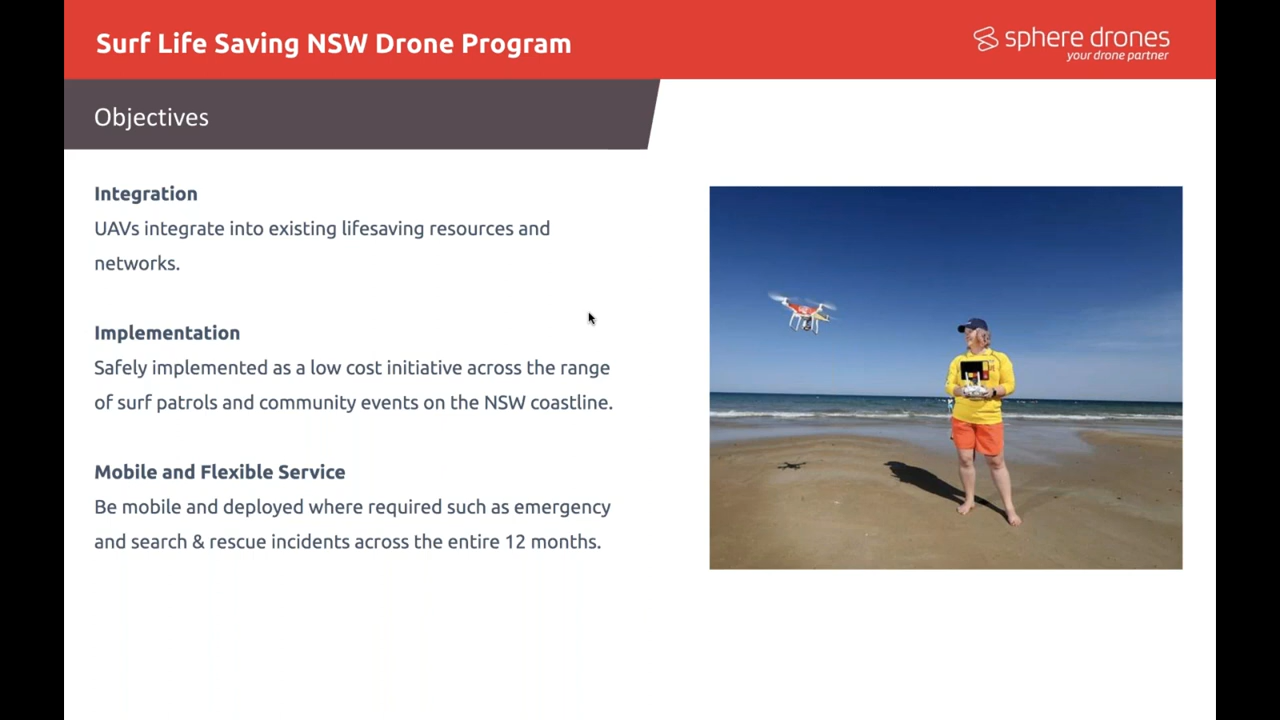 Surf Life Saving NSW Drone Program
sphere drones
your drone partner
Objectives
Integration
UAVs integrate into existing lifesaving resources and
networks.
Implementation
Safely implemented as a low cost initiative across the range
of surf patrols and community events on the NSW coastline.
Mobile and Flexible Service
Be mobile and deployed where required such as emergency
and search & rescue incidents across the entire 12 months.